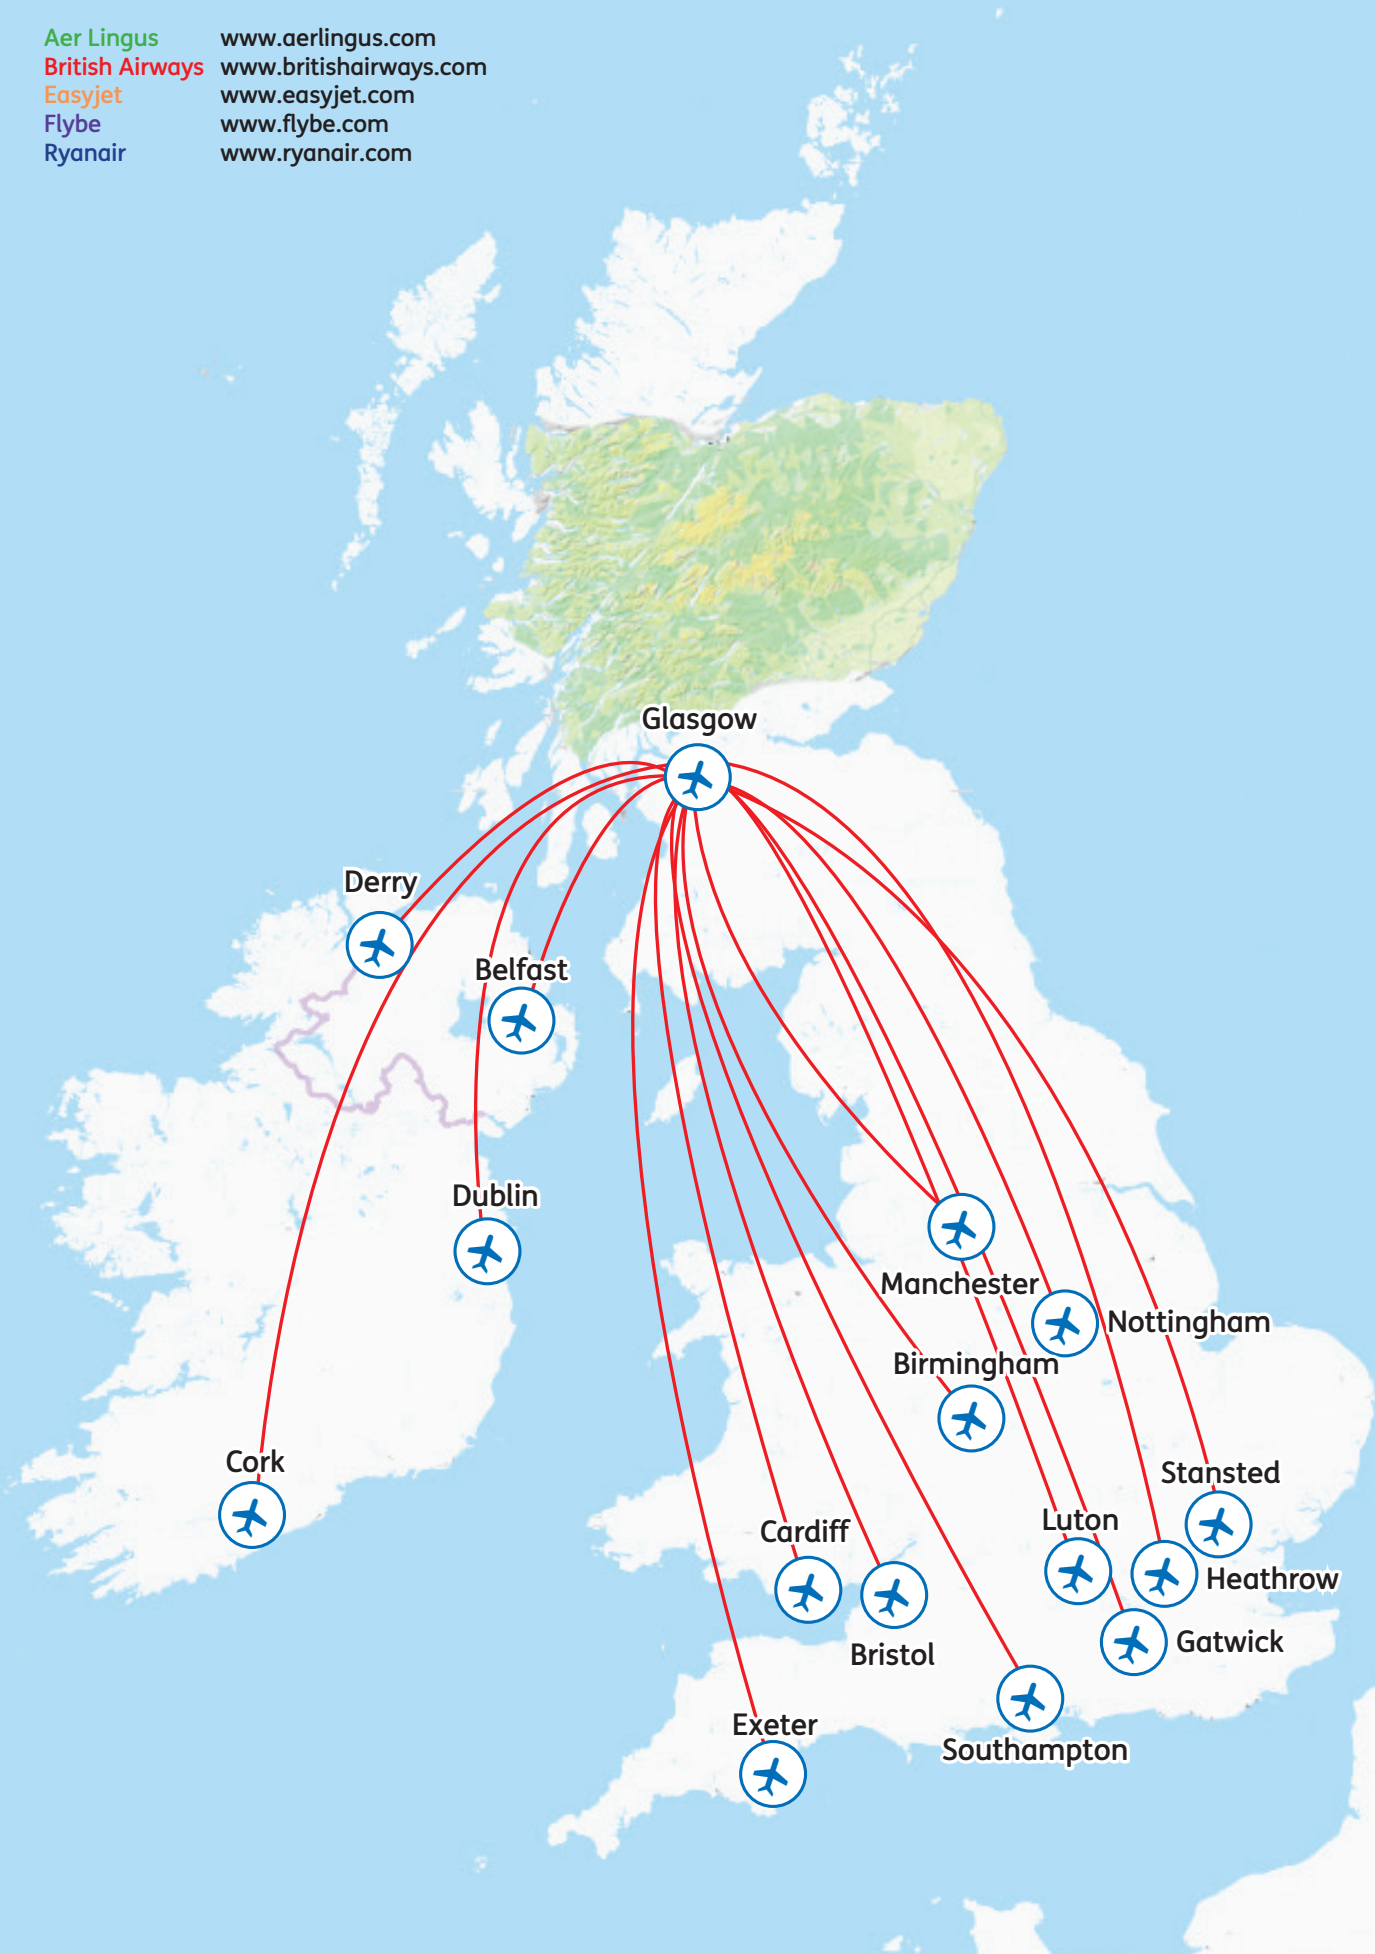 Aer Lingus www.aerlingus.com
British Airways www.britishairways.com
Easyjet www.easyjet.com
Flybe www.flybe.com
Ryanair www.ryanair.com
Glasgow
Derry
Belfast
Dublin
Manchester
Nottingham
Birmingham
Cork
Stansted
Luton
Cardiff
Heathrow
Gatwick
Bristol
Exeter
Southampton